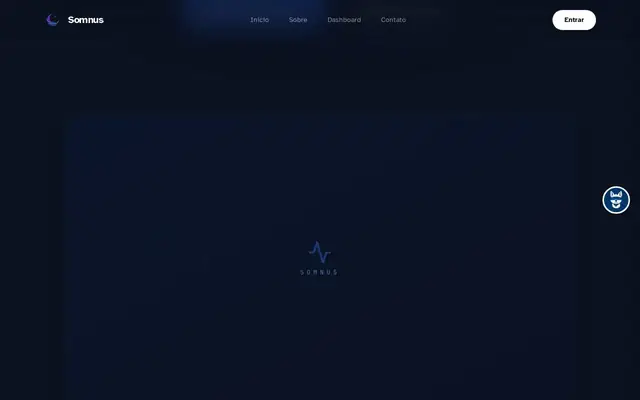 Somnus
Início
Sobre
Dashboard
Contato
Entrar
SOMNUS